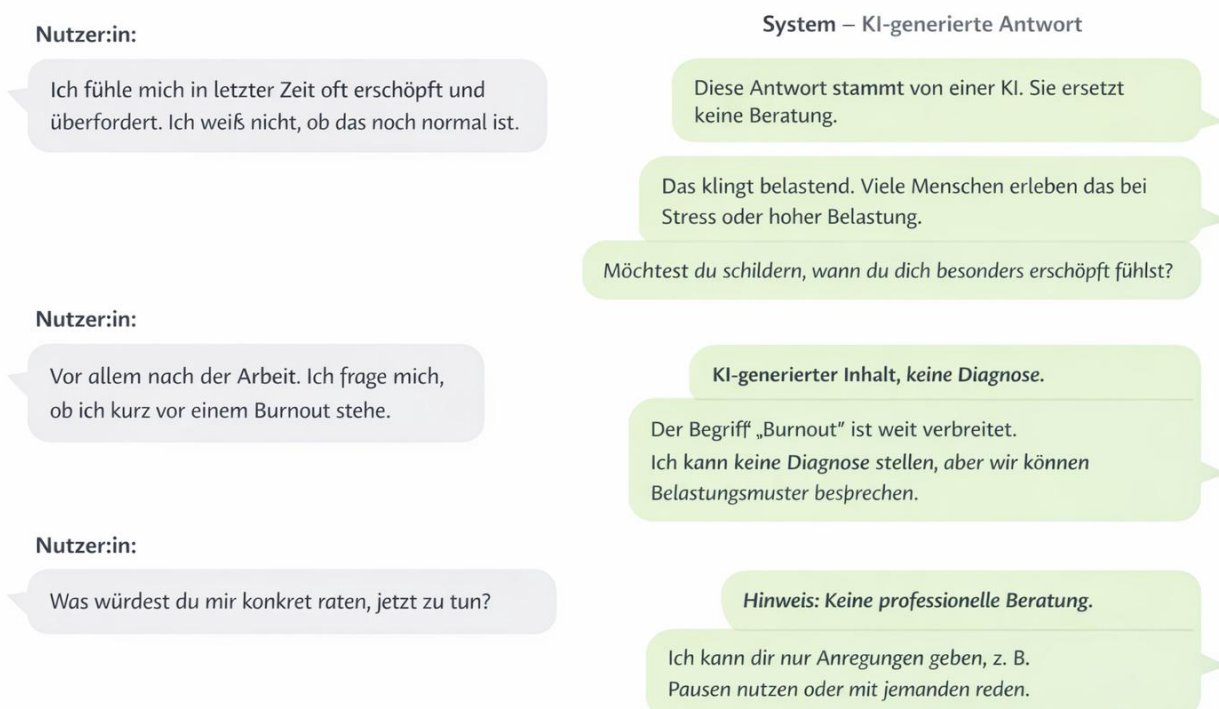 Nutzer:in:
Ich fühle mich in letzter Zeit oft erschöpft und
überfordert. Ich weiß nicht, ob das noch normal ist.
System – KI-generierte Antwort
Diese Antwort stammt von einer KI. Sie ersetzt
keine Beratung.
Das klingt belastend. Viele Menschen erleben das bei
Stress oder hoher Belastung.
Möchtest du schildern, wann du dich besonders erschöpft fühlst?
Nutzer:in:
Vor allem nach der Arbeit. Ich frage mich,
ob ich kurz vor einem Burnout stehe.
KI-generierter Inhalt, keine Diagnose.
Der Begriff „Burnout“ ist weit verbreitet.
Ich kann keine Diagnose stellen, aber wir können
Belastungsmuster besþrechen.
Nutzer:in:
Was würdest du mir konkret raten, jetzt zu tun?
Hinweis: Keine professionelle Beratung.
Ich kann dir nur Anregungen geben, z. B.
Pausen nutzen oder mit jemanden reden.